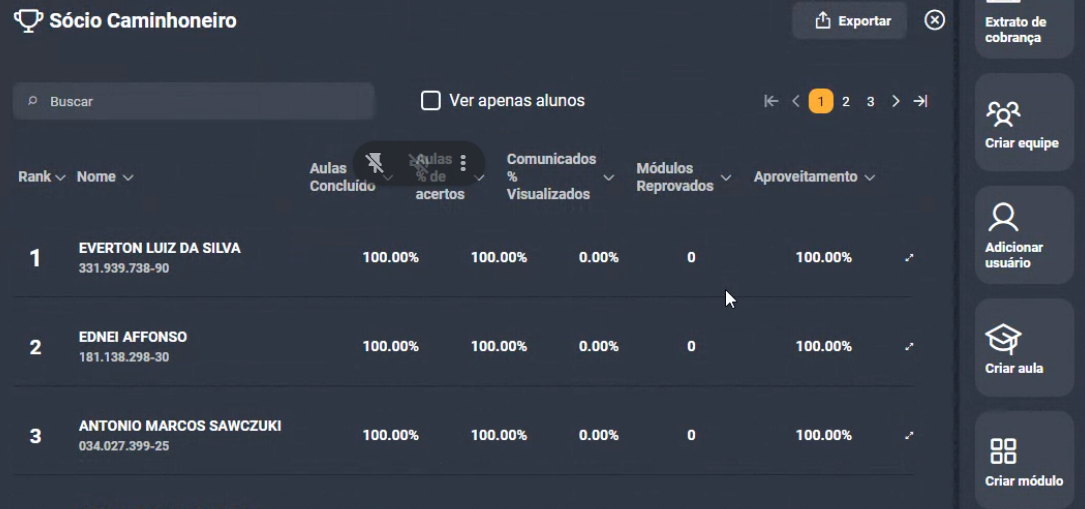 Sócio Caminhoneiro
Exportar
Buscar
Ver apenas alunos
1 2 3
Rank
Nome
Aulas
Concluído
Aulas
% de
acertos
Comunicados
%
Visualizados
Módulos
Reprovados
Aproveitamento
1
EVERTON LUIZ DA SILVA
331.939.738-90
100.00% 100.00% 0.00% 0 100.00%
2
EDNEI AFFONSO
181.138.298-30
100.00% 100.00% 0.00% 0 100.00%
3
ANTONIO MARCOS SAWCZUKI
034.027.399-25
100.00% 100.00% 0.00% 0 100.00%
Extrato de
cobrança
Criar equipe
Adicionar
usuário
Criar aula
Criar módulo